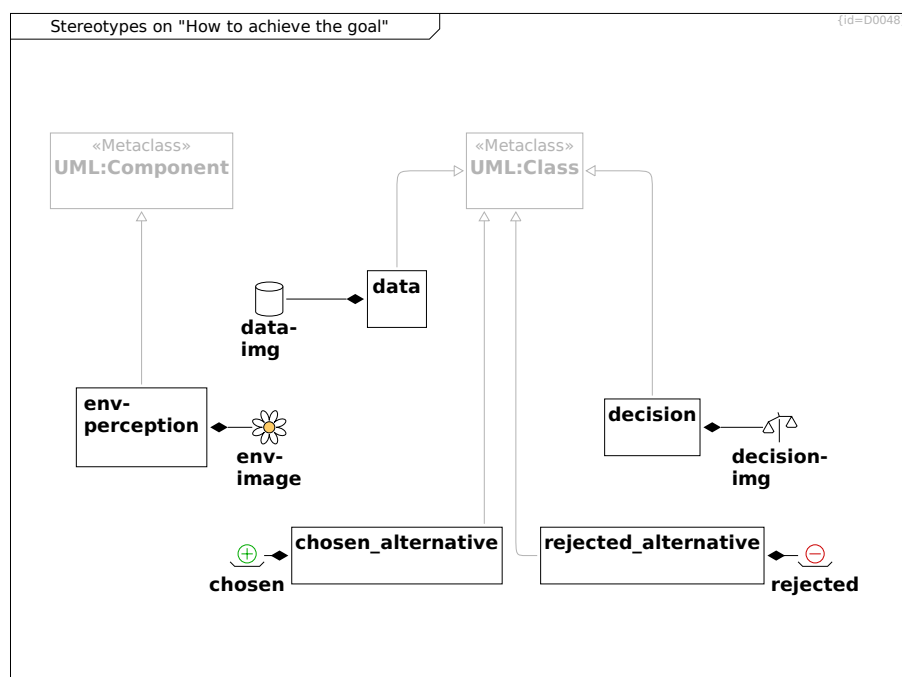 Stereotypes on "How to achieve the goal"
{id=D0048
«Metaclass»
UML:Component
«Metaclass»
UML:Class
data
data-
img
env-
perception
env-
image
decision
decision-
img
chosen_alternative
chosen
rejected_alternative
rejected